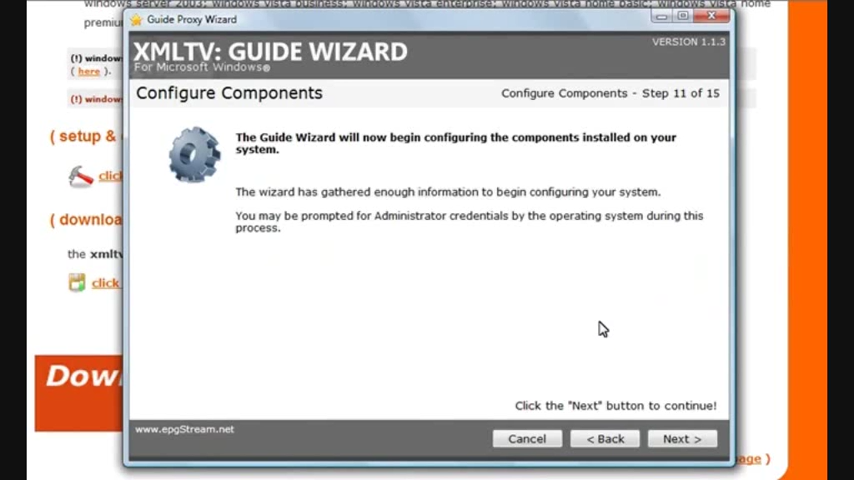 windows server 2003; windows vista business; windows vista enterprise; windows vista home basic; windows vista home
premium
Guide Proxy Wizard
XMLTV: GUIDE WIZARD
VERSION 1.1.3
For Microsoft Windows®
(!) windows
( here ).
Configure Components
Configure Components - Step 11 of 15
(!) windows
( setup &
The Guide Wizard will now begin configuring the components installed on your
system.
click
The wizard has gathered enough information to begin configuring your system.
You may be prompted for Administrator credentials by the operating system during this
process.
( downloa
the xmltv
click
Dow
Click the "Next" button to continue!
www.epgStream.net
Cancel
< Back
Next >
page )